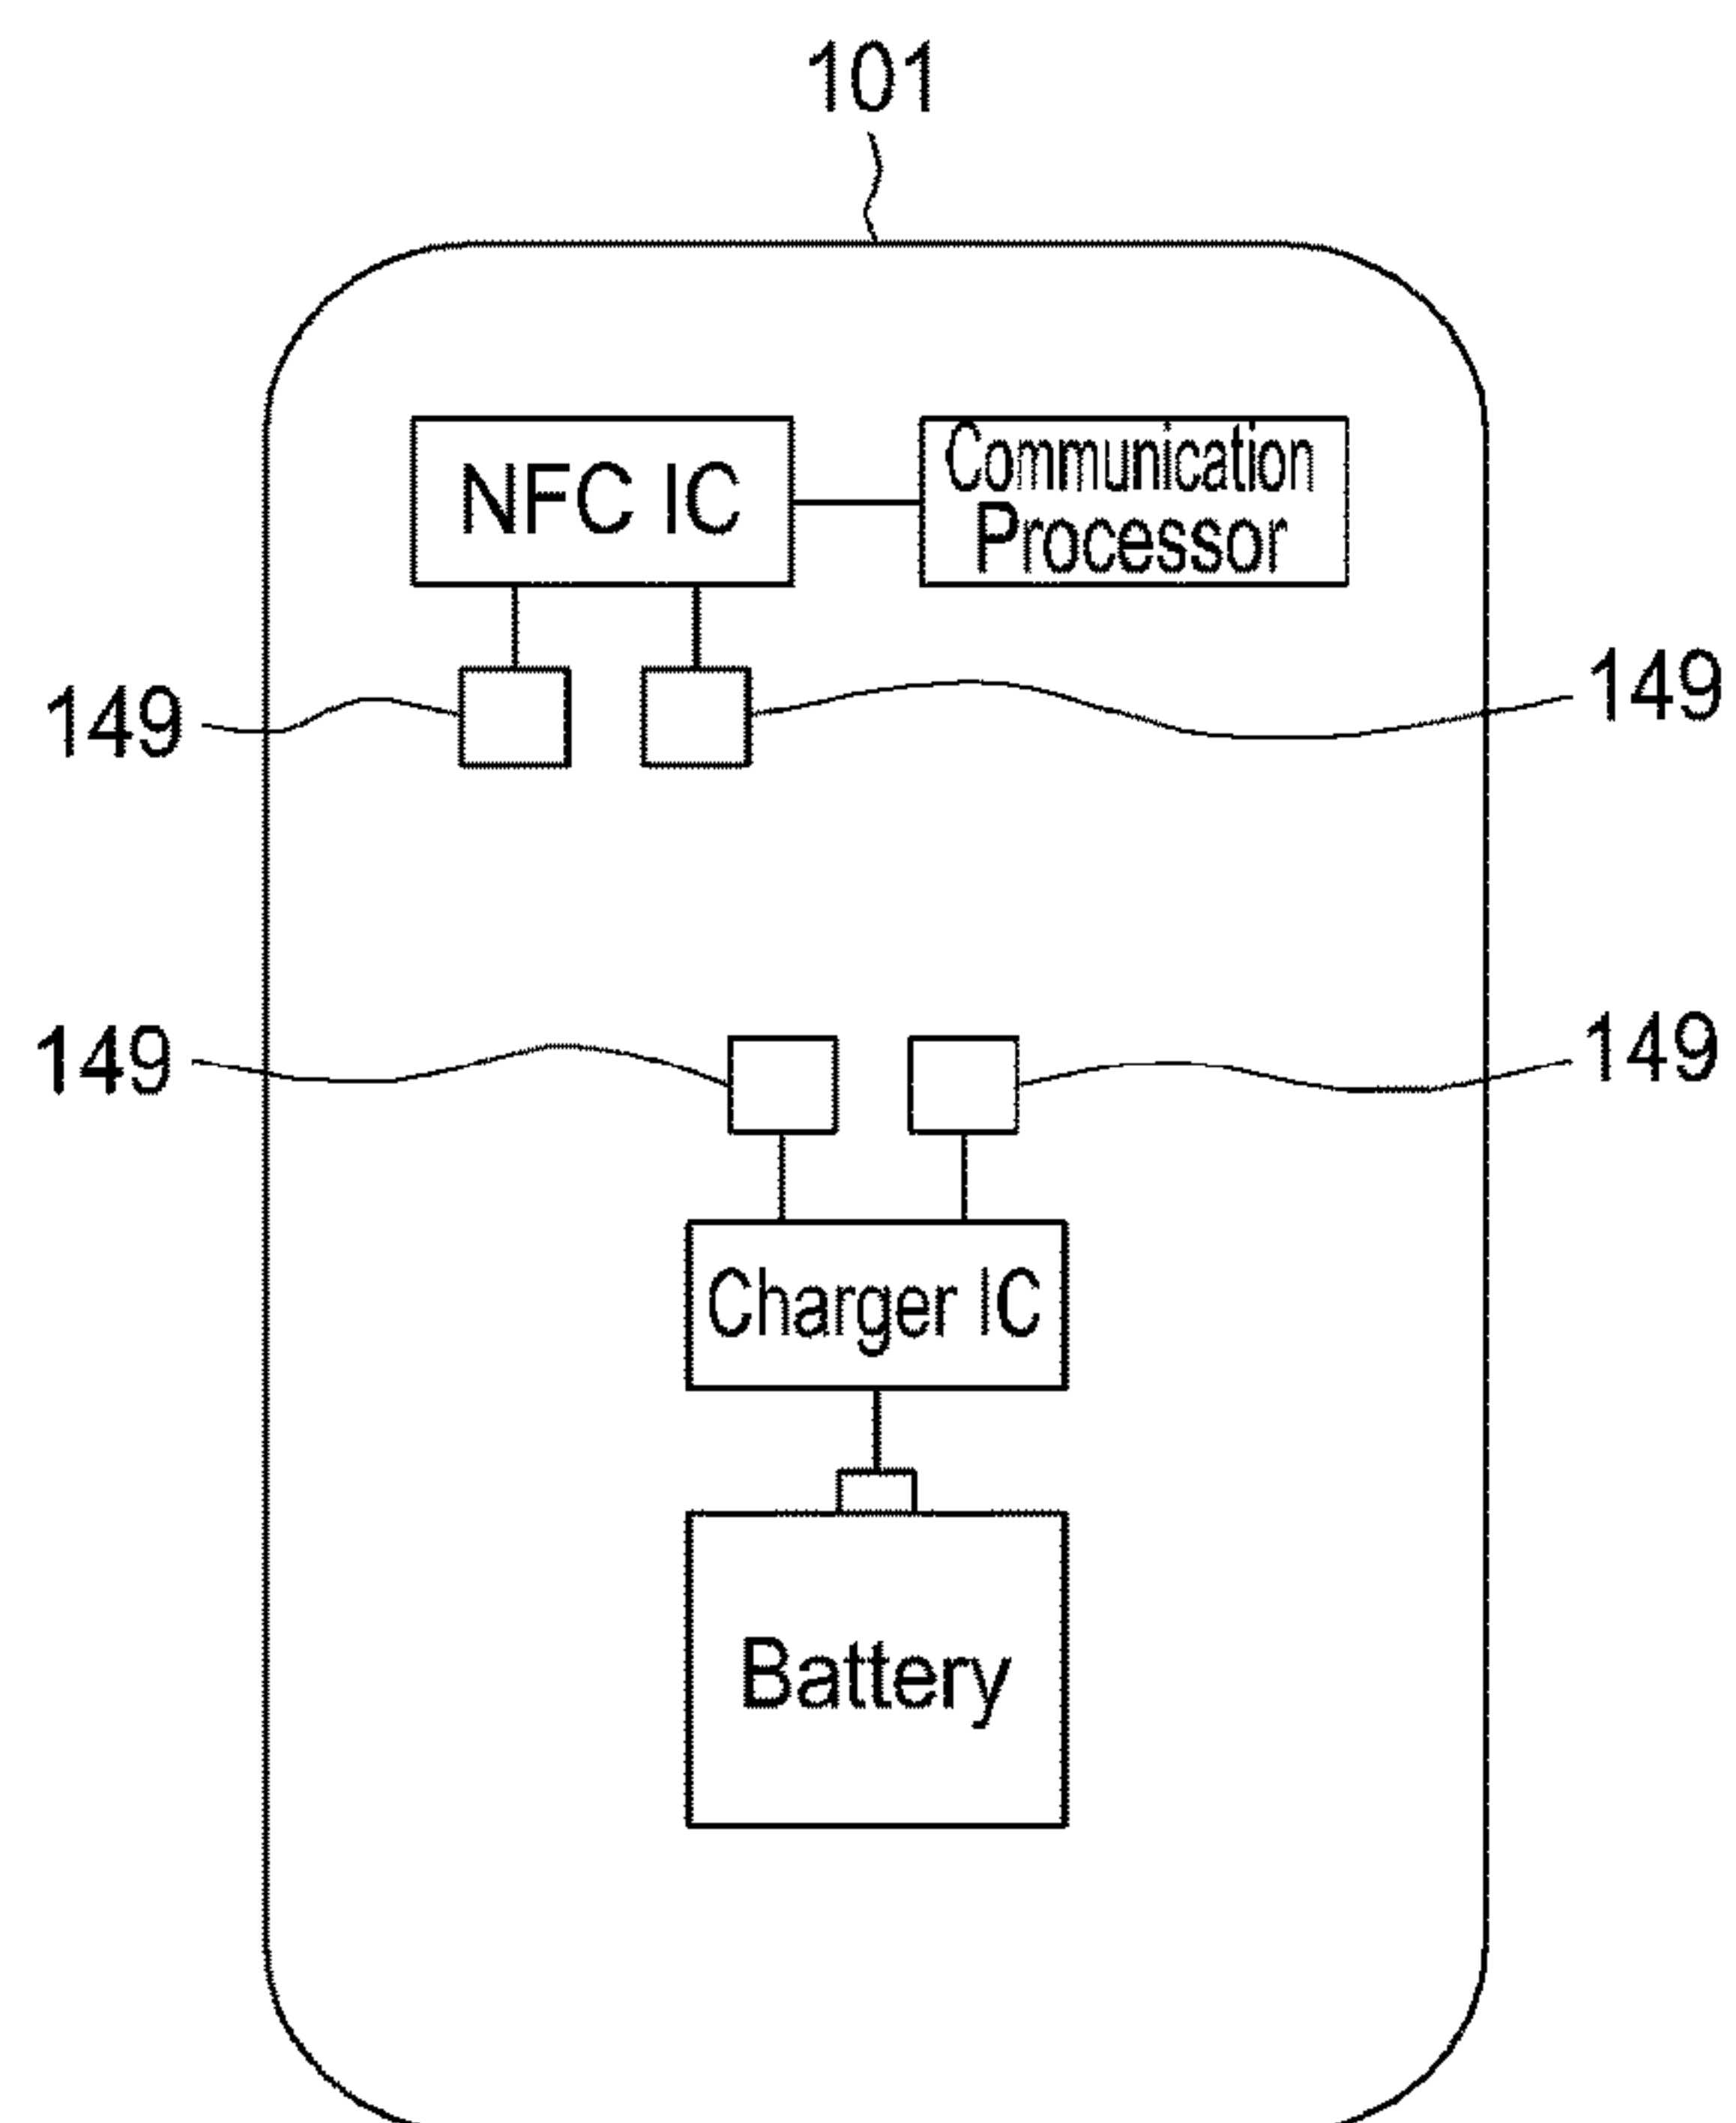 101
NFC IC
Communication
Processor
149
149
149
149
Charger IC
Battery